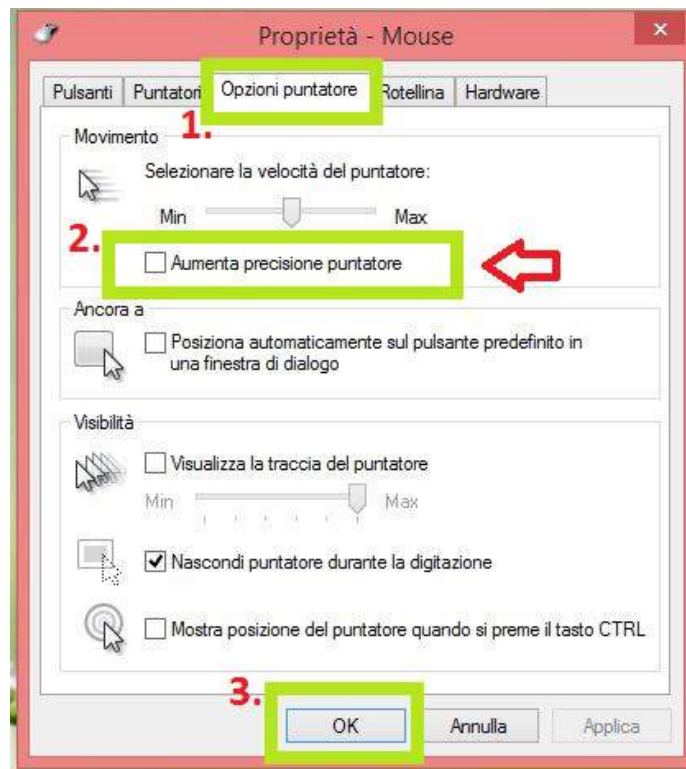 Proprietà - Mouse
Pulsanti Puntatori Opzioni puntatore Rotellina Hardware
1.
Movimento
Selezionare la velocità del puntatore:
Min Max
2.
Aumenta precisione puntatore
Ancora a
Posiziona automaticamente sul pulsante predefinito in
una finestra di dialogo
Visibilità
Visualizza la traccia del puntatore
Min Max
Nascondi puntatore durante la digitazione
Mostra posizione del puntatore quando si preme il tasto CTRL
3.
OK Annulla Applica